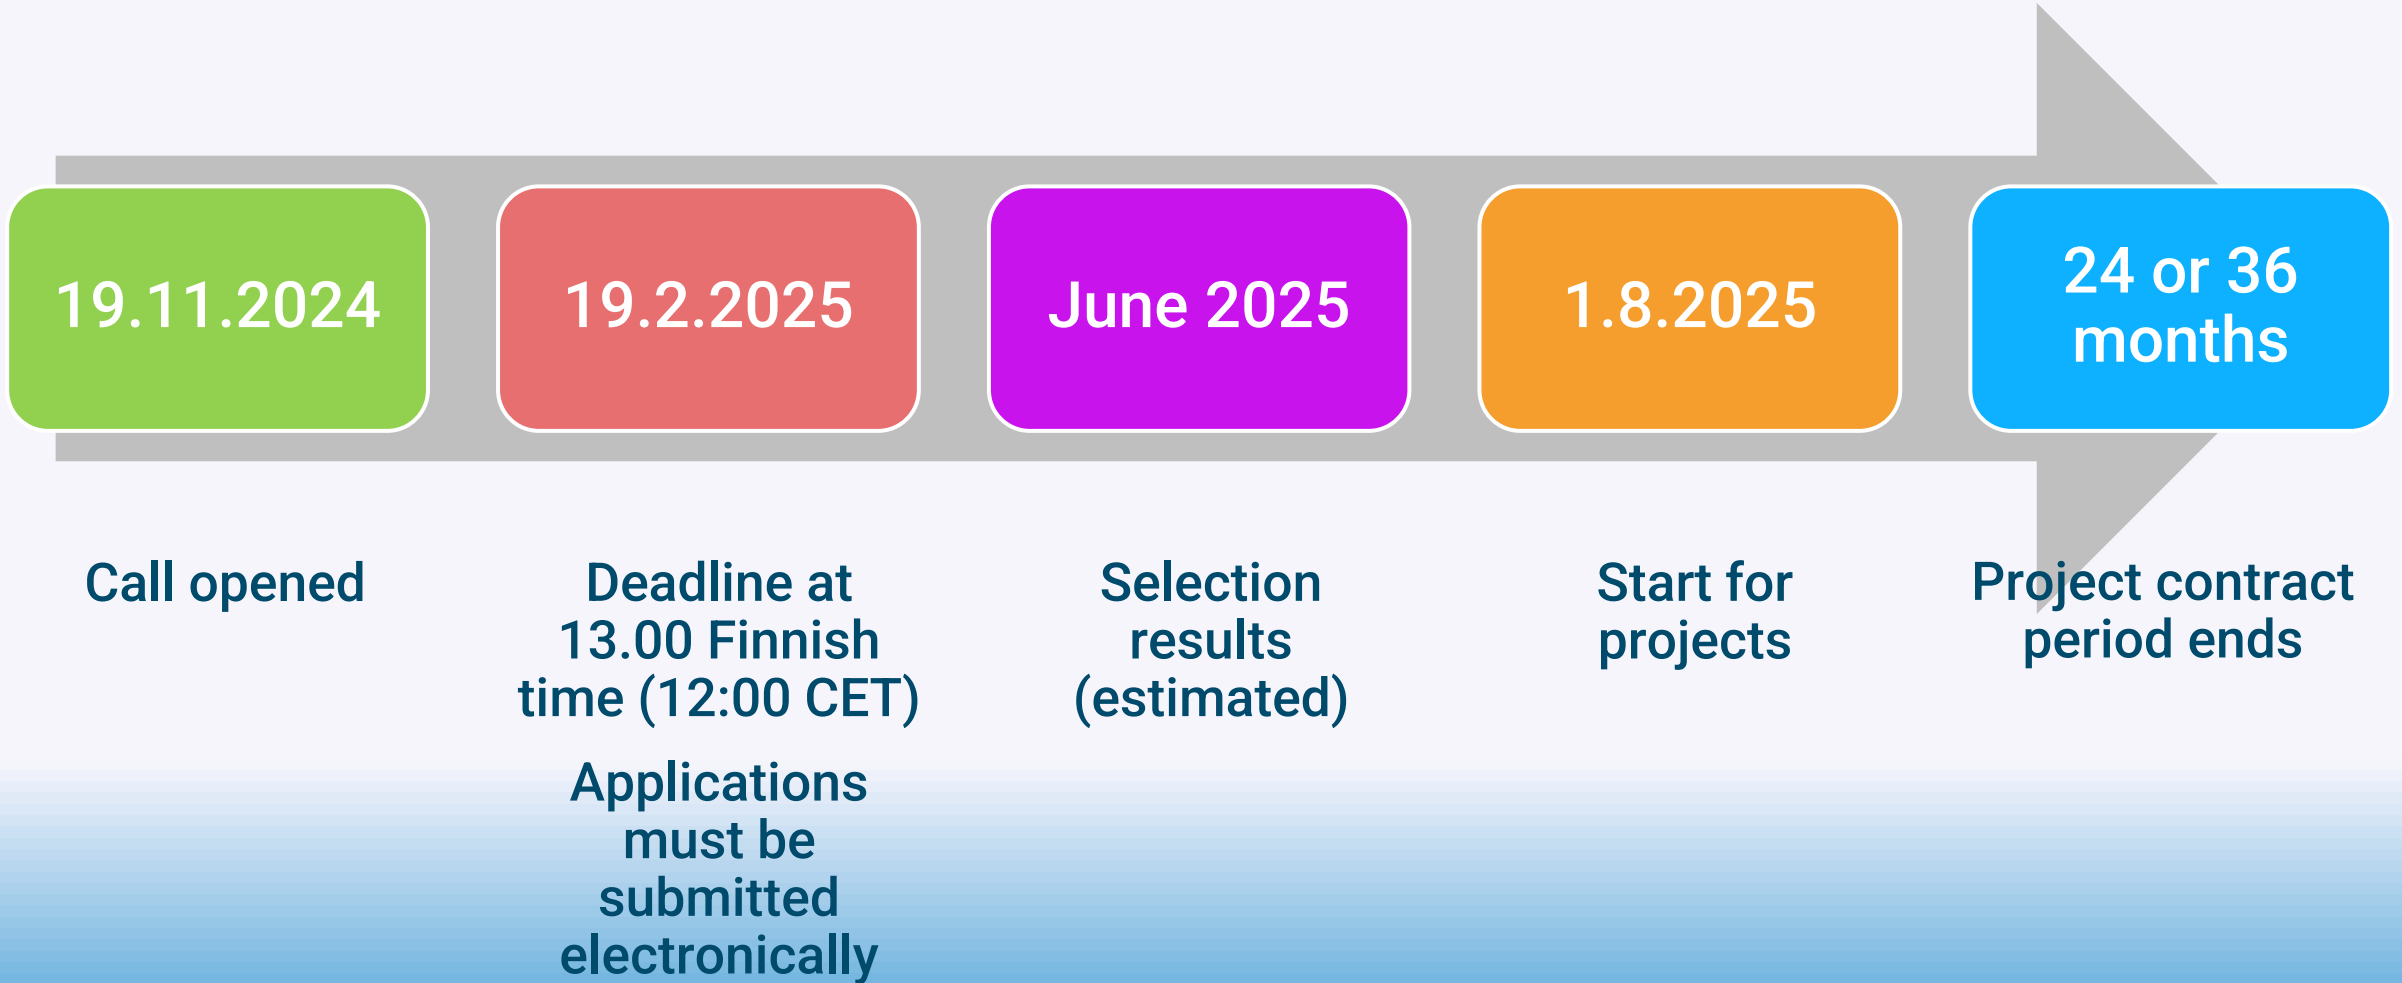 19.11.2024
19.2.2025
June 2025
1.8.2025
24 or 36
months
Call opened
Deadline at
13.00 Finnish
time (12:00 CET)
Applications
must be
submitted
electronically
Selection
results
(estimated)
Start for
projects
Project contract
period ends